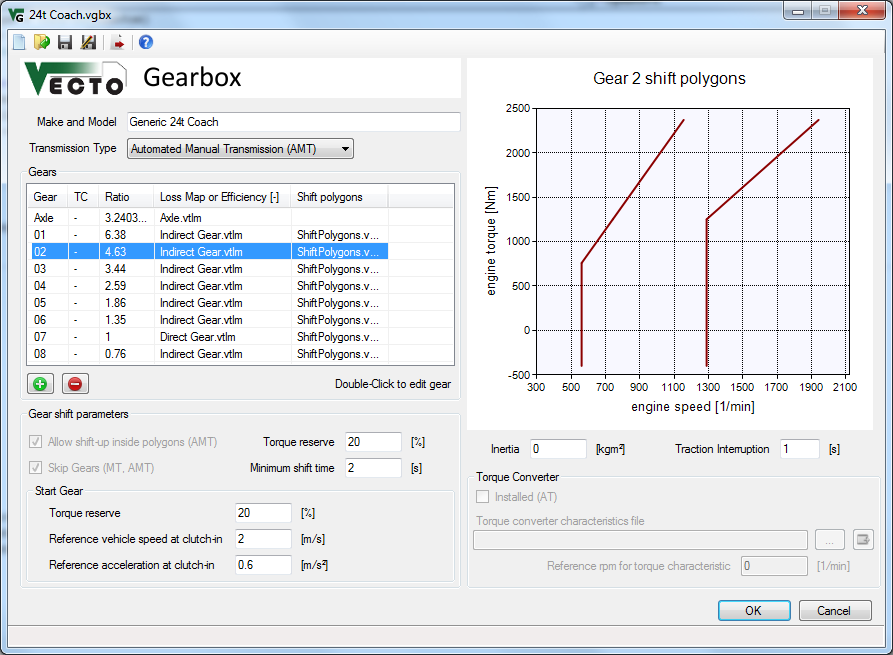 24t Coach.vgbx
VECTO Gearbox
Make and Model Generic 24t Coach
Transmission Type Automated Manual Transmission (AMT)
Gears
Gear TC Ratio Loss Map or Efficiency [-] Shift polygons
Axle - 3.2403... Axle.vtlm
01 - 6.38 Indirect Gear.vtlm ShiftPolygons.v...
02 - 4.63 Indirect Gear.vtlm ShiftPolygons.v...
03 - 3.44 Indirect Gear.vtlm ShiftPolygons.v...
04 - 2.59 Indirect Gear.vtlm ShiftPolygons.v...
05 - 1.86 Indirect Gear.vtlm ShiftPolygons.v...
06 - 1.35 Indirect Gear.vtlm ShiftPolygons.v...
07 - 1 Direct Gear.vtlm ShiftPolygons.v...
08 - 0.76 Indirect Gear.vtlm ShiftPolygons.v...
Double-Click to edit gear
Gear shift parameters
Allow shift-up inside polygons (AMT) Torque reserve 20 [%]
Skip Gears (MT, AMT) Minimum shift time 2 [s]
Start Gear
Torque reserve 20 [%]
Reference vehicle speed at clutch-in 2 [m/s]
Reference acceleration at clutch-in 0.6 [m/s²]
Gear 2 shift polygons
2500
2000
1500
1000
500
0
-500
engine torque [Nm]
300 500 700 900 1100 1300 1500 1700 1900 2100
engine speed [1/min]
Inertia 0 [kgm²] Traction Interruption 1 [s]
Torque Converter
Installed (AT)
Torque converter characteristics file
...
Reference rpm for torque characteristic 0 [1/min]
OK Cancel